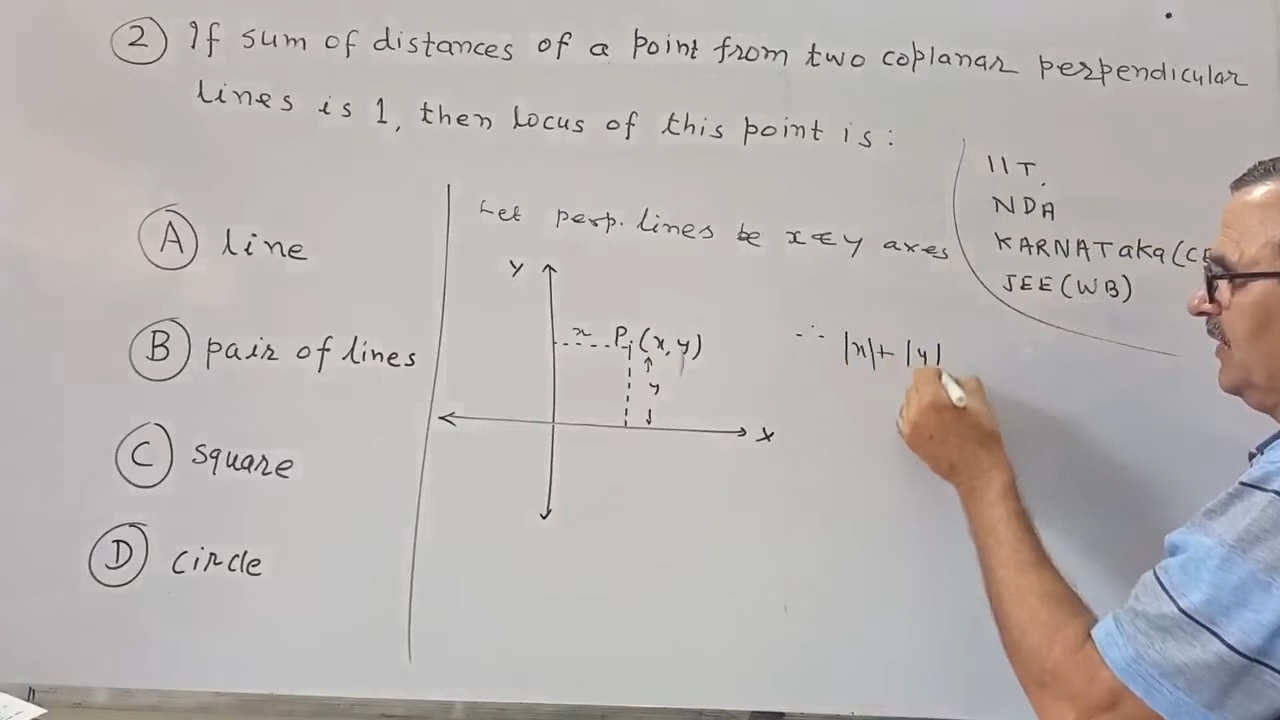 2 If sum of distances of a point from two coplanar perpendicular
lines is 1, then locus of this point is:
A line
B pair of lines
C square
D circle
Let perp. lines be x & y axes
Y
x P (x, y)
y
X
∴ |x| + |y|
IIT.
NDA
KARNATAKA (CE
JEE (WB)